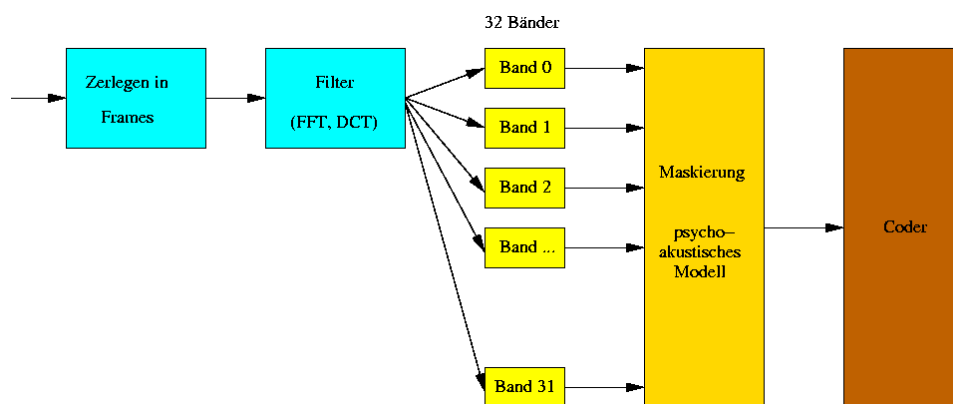 32 Bänder
Zerlegen in
Frames
Filter
(FFT, DCT)
Band 0
Band 1
Band 2
Band ...
Band 31
Maskierung
psycho–
akustisches
Modell
Coder